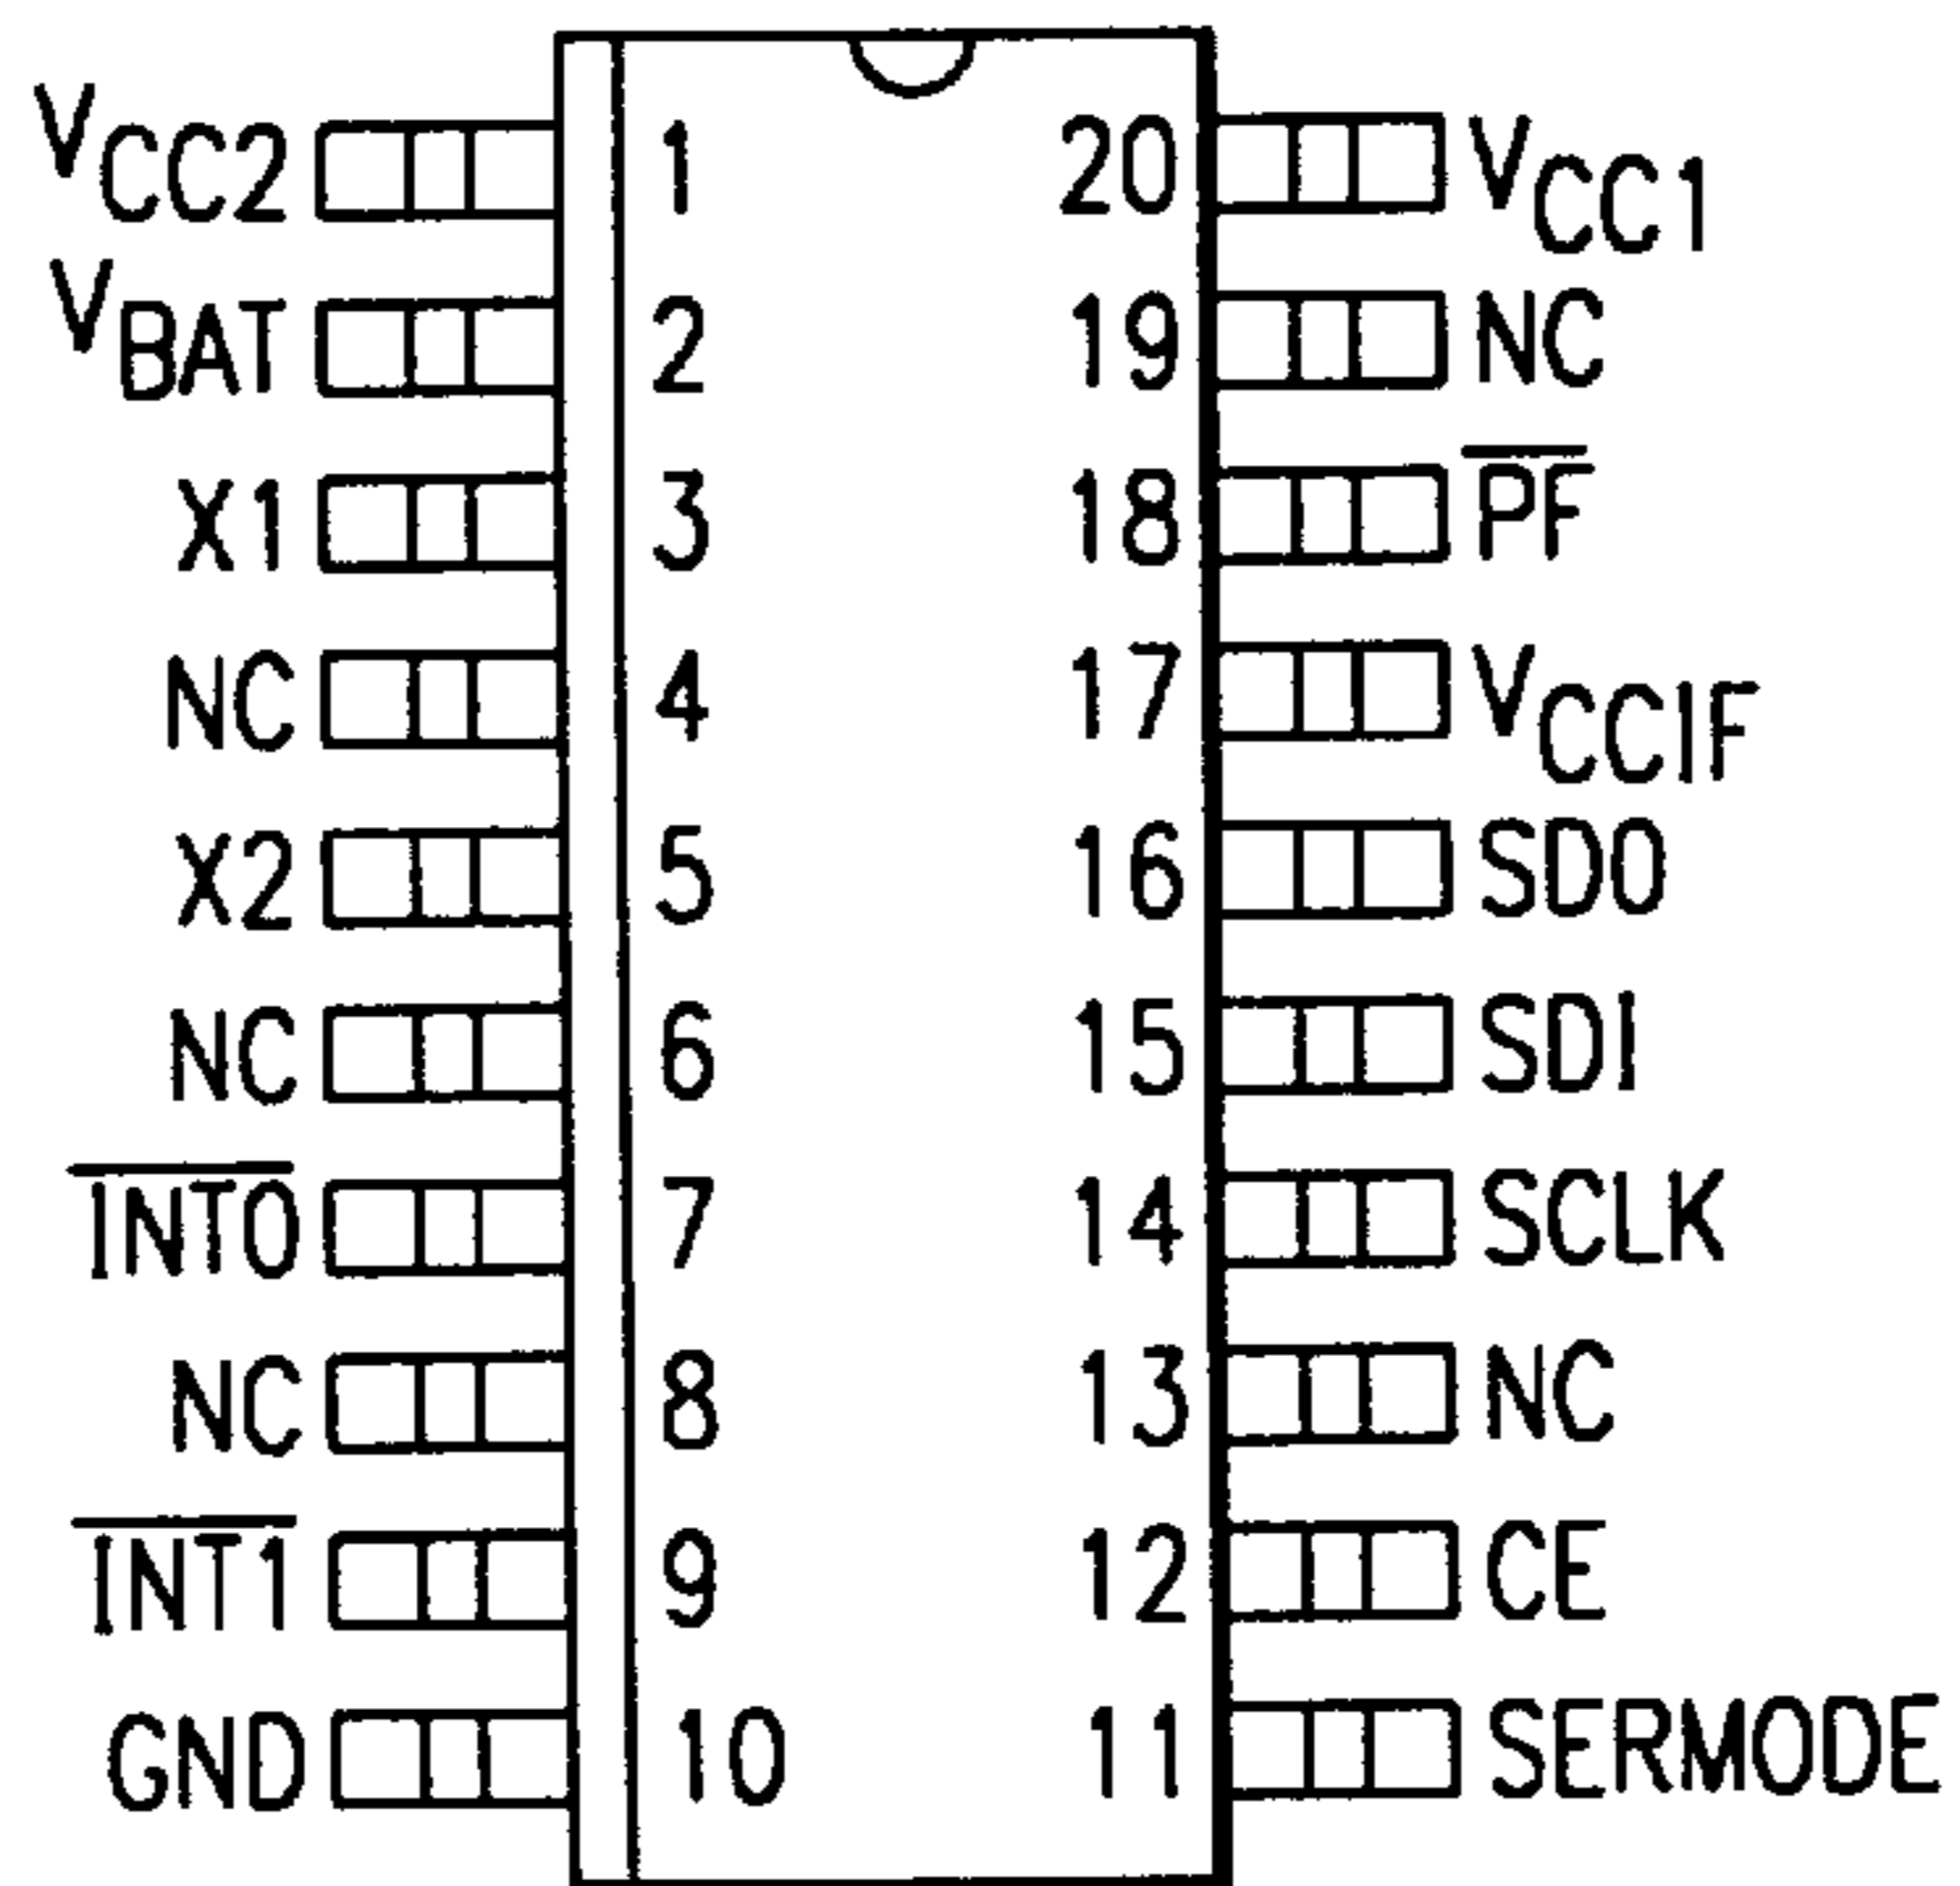 VCC2 1 20 VCC1
VBAT 2 19 NC
X1 3 18 PF
NC 4 17 VCCIF
X2 5 16 SDO
NC 6 15 SDI
INT0 7 14 SCLK
NC 8 13 NC
INT1 9 12 CE
GND 10 11 SERMODE